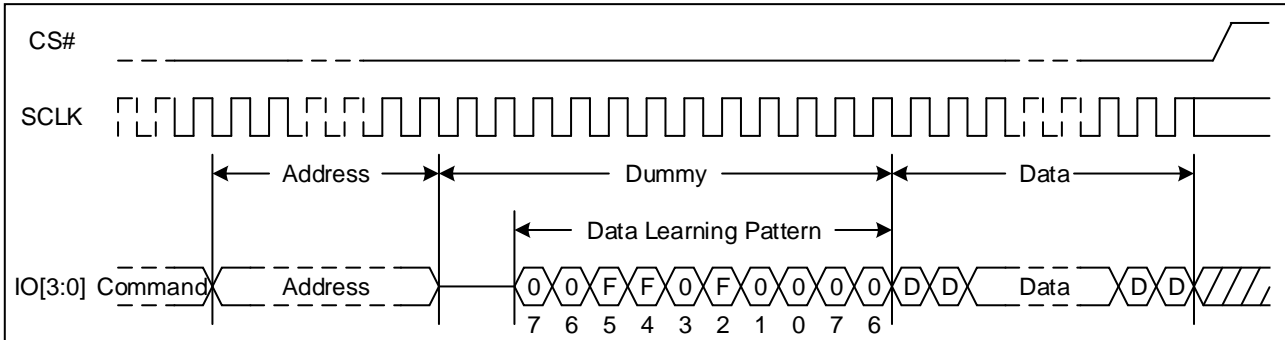 CS#
SCLK
Address Dummy Data
Data Learning Pattern
IO[3:0] Command Address 0 0 F F 0 F 0 0 0 0 D D Data D D
7 6 5 4 3 2 1 0 7 6